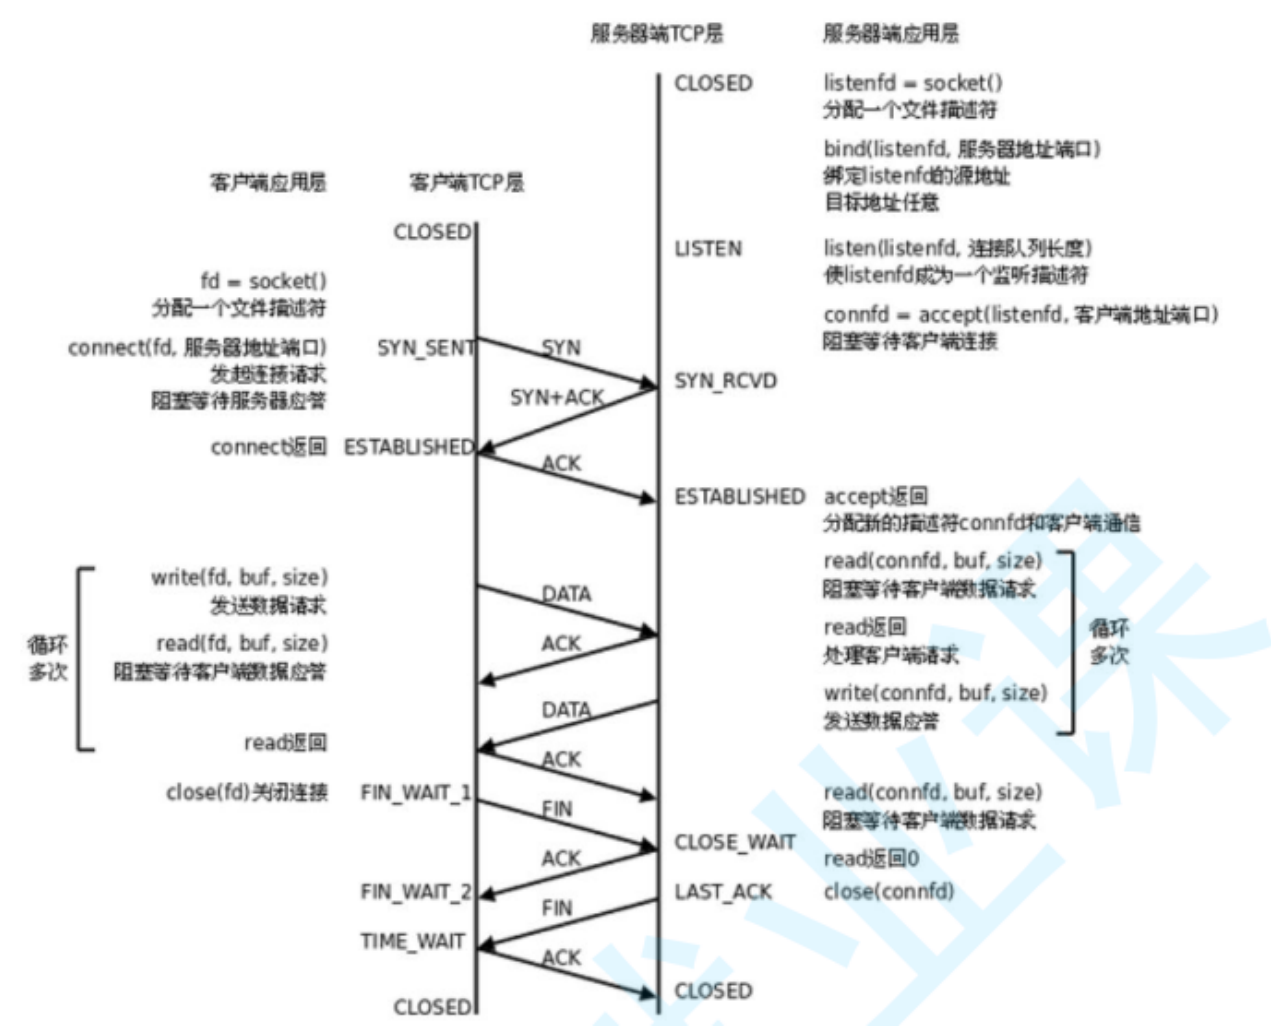 服务器端TCP层
服务器端应用层
CLOSED
listenfd = socket()
分配一个文件描述符
bind(listenfd, 服务器地址端口)
绑定listenfd的源地址
目标地址任意
客户端应用层
客户端TCP层
CLOSED
LISTEN
listen(listenfd, 连接队列长度)
使listenfd成为一个监听描述符
fd = socket()
分配一个文件描述符
connfd = accept(listenfd, 客户端地址端口)
阻塞等待客户端连接
connect(fd, 服务器地址端口)
发起连接请求
阻塞等待服务器应答
SYN_SENT
SYN
SYN_RCVD
SYN+ACK
connect返回
ESTABLISHED
ACK
ESTABLISHED
accept返回
分配新的描述符connfd和客户端通信
read(connfd, buf, size)
阻塞等待客户端数据请求
write(fd, buf, size)
发送数据请求
DATA
read返回
处理客户端请求
循环
多次
循环
多次
read(fd, buf, size)
阻塞等待客户端数据应答
ACK
write(connfd, buf, size)
发送数据应答
DATA
read返回
ACK
close(fd)关闭连接
FIN_WAIT_1
FIN
read(connfd, buf, size)
阻塞等待客户端数据请求
CLOSE_WAIT
read返回0
ACK
FIN_WAIT_2
LAST_ACK
close(connfd)
FIN
TIME_WAIT
ACK
CLOSED
CLOSED
业课